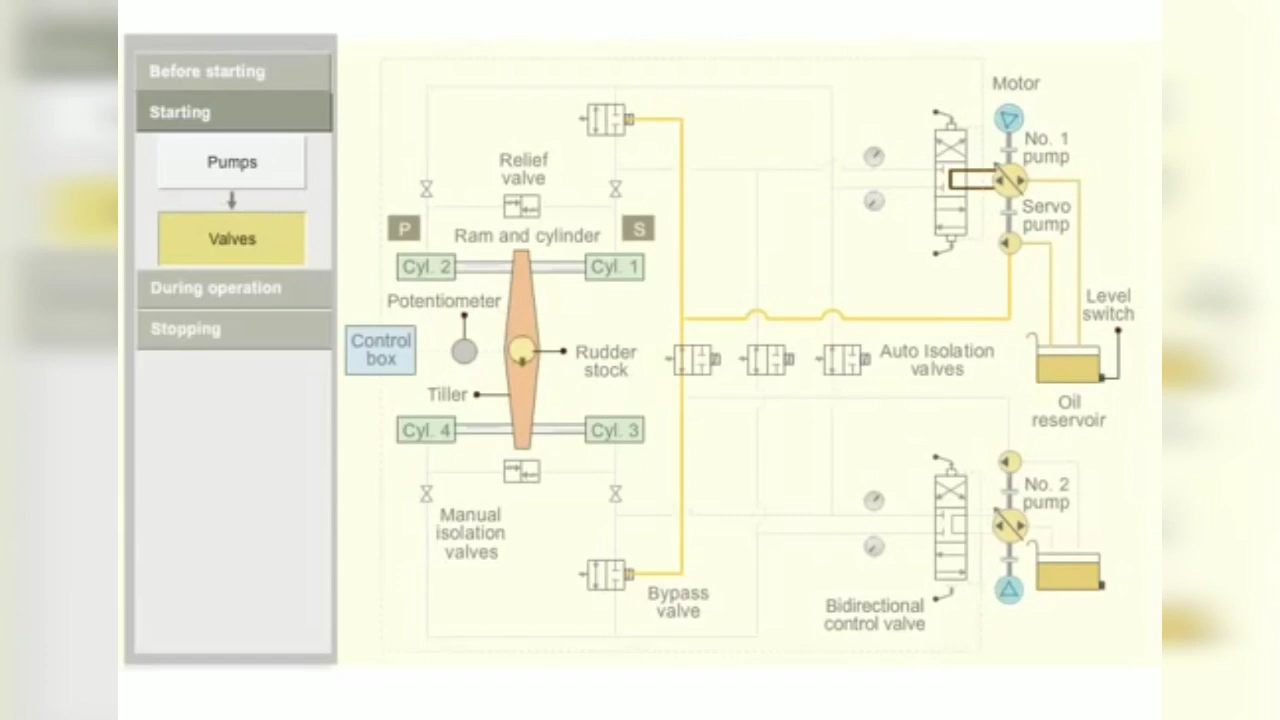 Before starting
Starting
Pumps
Valves
During operation
Stopping
Motor
No. 1
pump
Servo
pump
Relief
valve
P
S
Ram and cylinder
Cyl. 2
Cyl. 1
Potentiometer
Control
box
Rudder
stock
Tiller
Auto Isolation
valves
Level
switch
Oil
reservoir
Cyl. 4
Cyl. 3
Manual
isolation
valves
No. 2
pump
Bypass
valve
Bidirectional
control valve